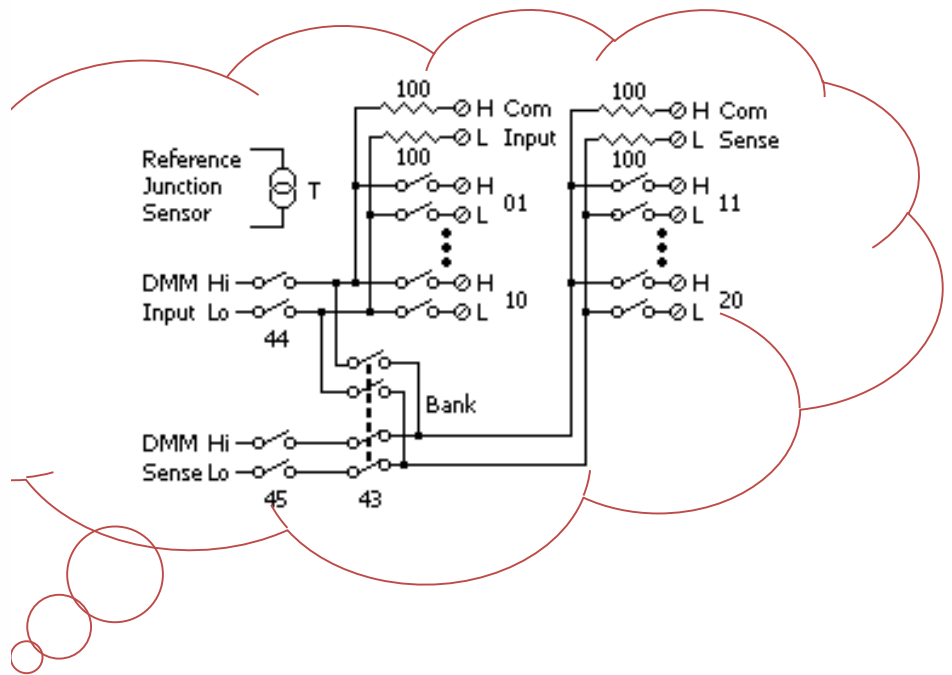 100 100
H Com H Com
L Input L Sense
100 100
Reference
Junction
Sensor
T
H 01 H 11
L L
DMM Hi H H
Input Lo L 10 L 20
44
Bank
DMM Hi
Sense Lo
45 43